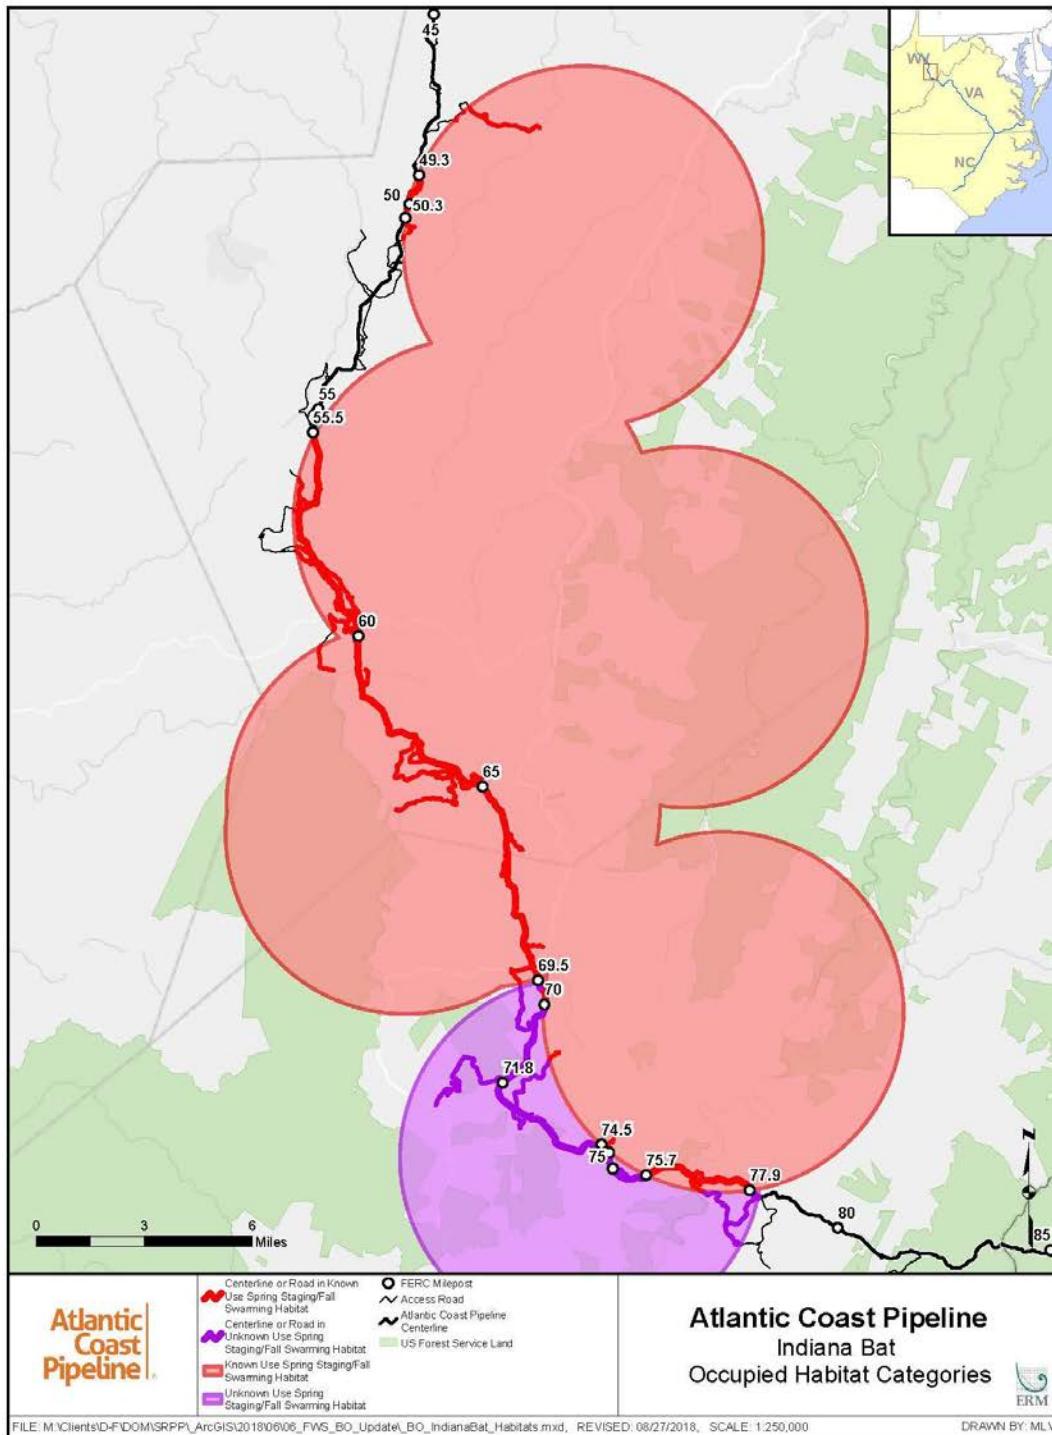 45
WV
VA
NC
49.3
50
50.3
55
55.5
60
65
69.5
70
71.8
74.5
75
75.7
77.9
80
85
0 3 6
Miles
N
Atlantic
Coast
Pipeline
Centerline or Road in Known
Use Spring Staging/Fall
Swarming Habitat
Centerline or Road in
Unknown Use Spring
Staging/Fall Swarming Habitat
Known Use Spring Staging/Fall
Swarming Habitat
Unknown Use Spring
Staging/Fall Swarming Habitat
FERC Milepost
Access Road
Atlantic Coast Pipeline
Centerline
US Forest Service Land
Atlantic Coast Pipeline
Indiana Bat
Occupied Habitat Categories
ERM
FILE: M:\Clients\D-F\DOM\SRPP\_ArcGIS\2018\06\06_FWS_BO_Update\_BO_IndianaBat_Habitats.mxd, REVISED: 08/27/2018, SCALE: 1:250,000
DRAWN BY: MLV